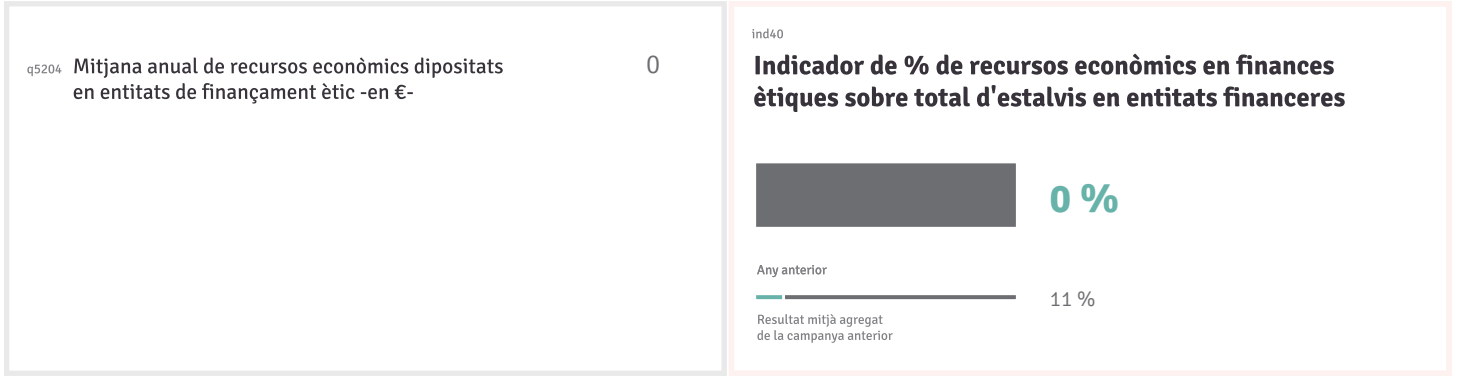 q5204 Mitjana anual de recursos econòmics dipositats 0
en entitats de finançament ètic -en €-
ind40
Indicador de % de recursos econòmics en finances
ètiques sobre total d'estalvis en entitats financeres
0 %
Any anterior
11 %
Resultat mitjà agregat
de la campanya anterior